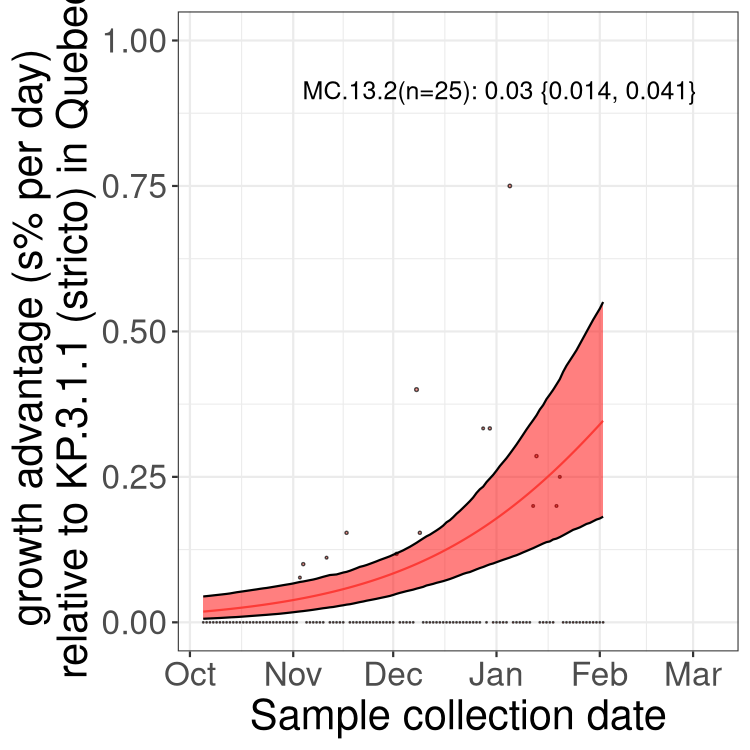 growth advantage (s% per day)
relative to KP.3.1.1 (stricto) in Quebec
1.00
0.75
0.50
0.25
0.00
MC.13.2(n=25): 0.03 {0.014, 0.041}
Oct Nov Dec Jan Feb Mar
Sample collection date